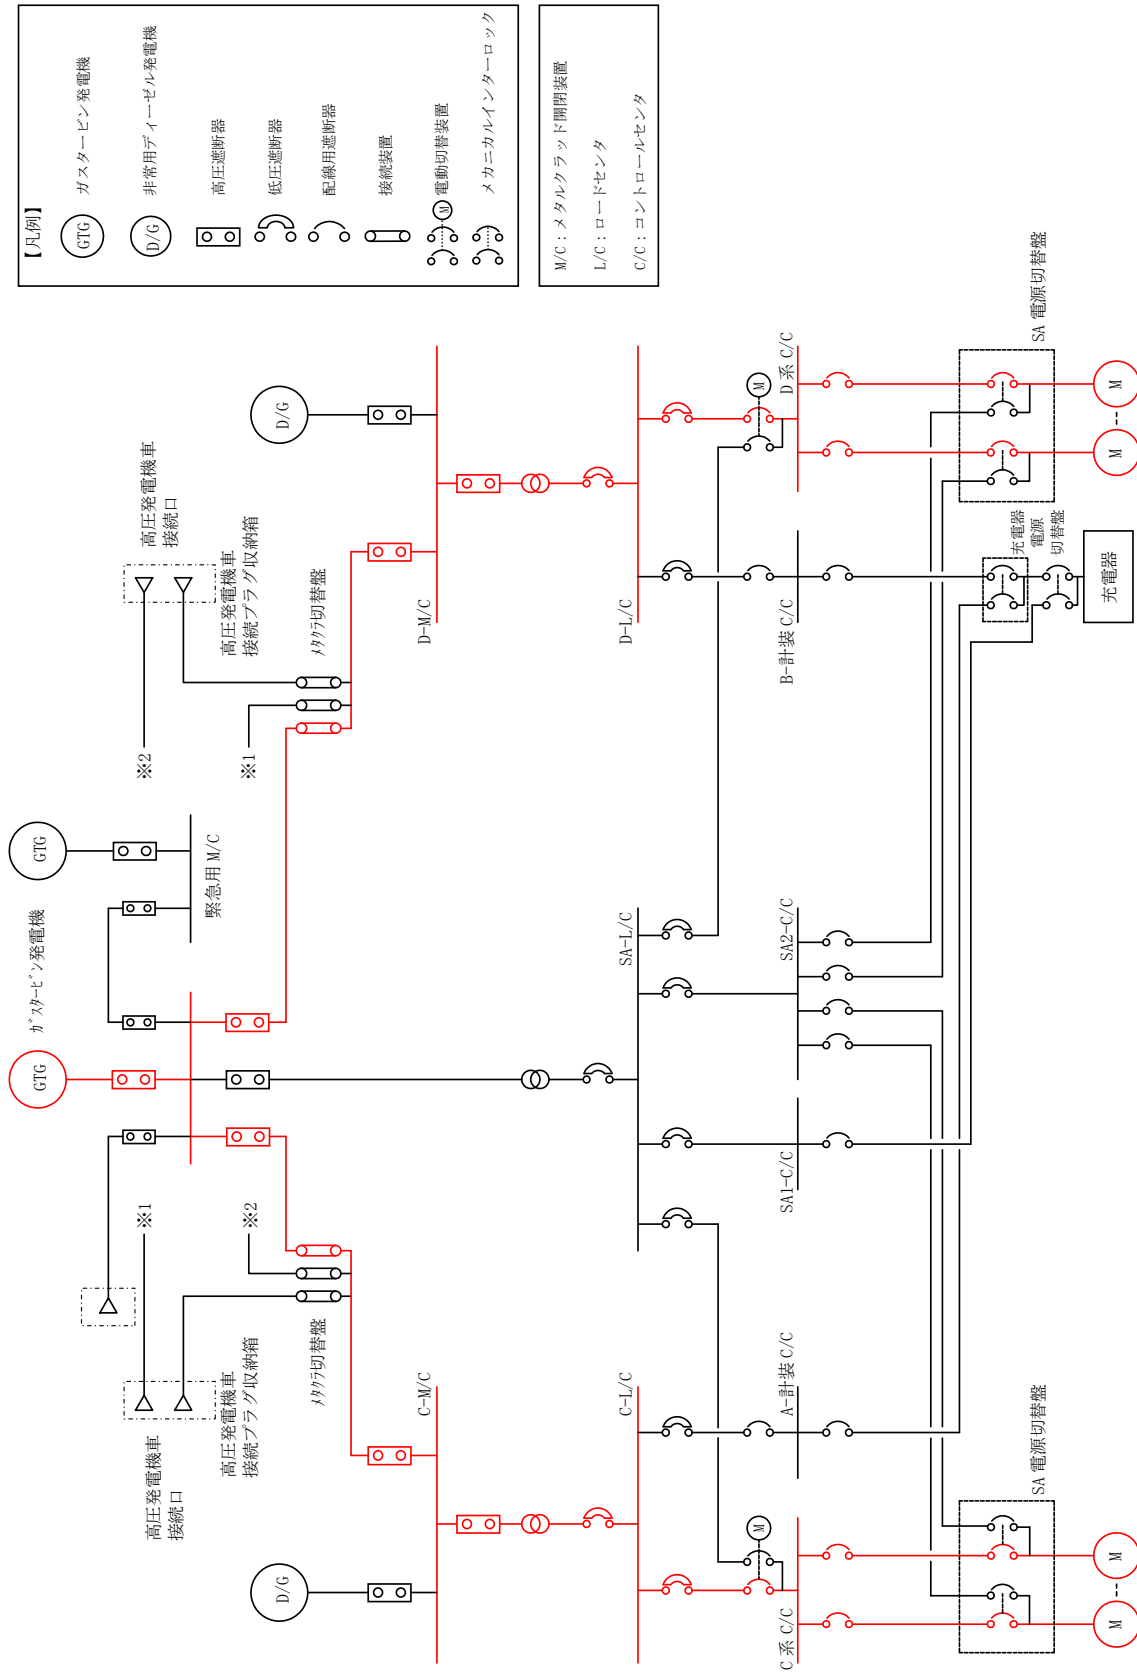 【凡例】
GTG
ガスタービン発電機
D/G
非常用ディーゼル発電機
高圧遮断器
低圧遮断器
配線用遮断器
接続装置
M
電動切替装置
メカニカルインターロック
M/C：メタルクラッド開閉装置
L/C：ロードセンタ
C/C：コントロールセンタ
ガスタービン発電機
GTG
GTG
緊急用 M/C
高圧発電機車
接続口
※1
※2
高圧発電機車
接続プラグ収納箱
メタクラ切替盤
高圧発電機車
接続口
※2
※1
高圧発電機車
接続プラグ収納箱
メタクラ切替盤
D/G
D/G
C-M/C
D-M/C
C-L/C
SA-L/C
D-L/C
M
M
C 系 C/C
A-計装 C/C
SA1-C/C
SA2-C/C
B-計装 C/C
D 系 C/C
SA 電源切替盤
充電器
電源
切替盤
SA 電源切替盤
M
M
充電器
M
M